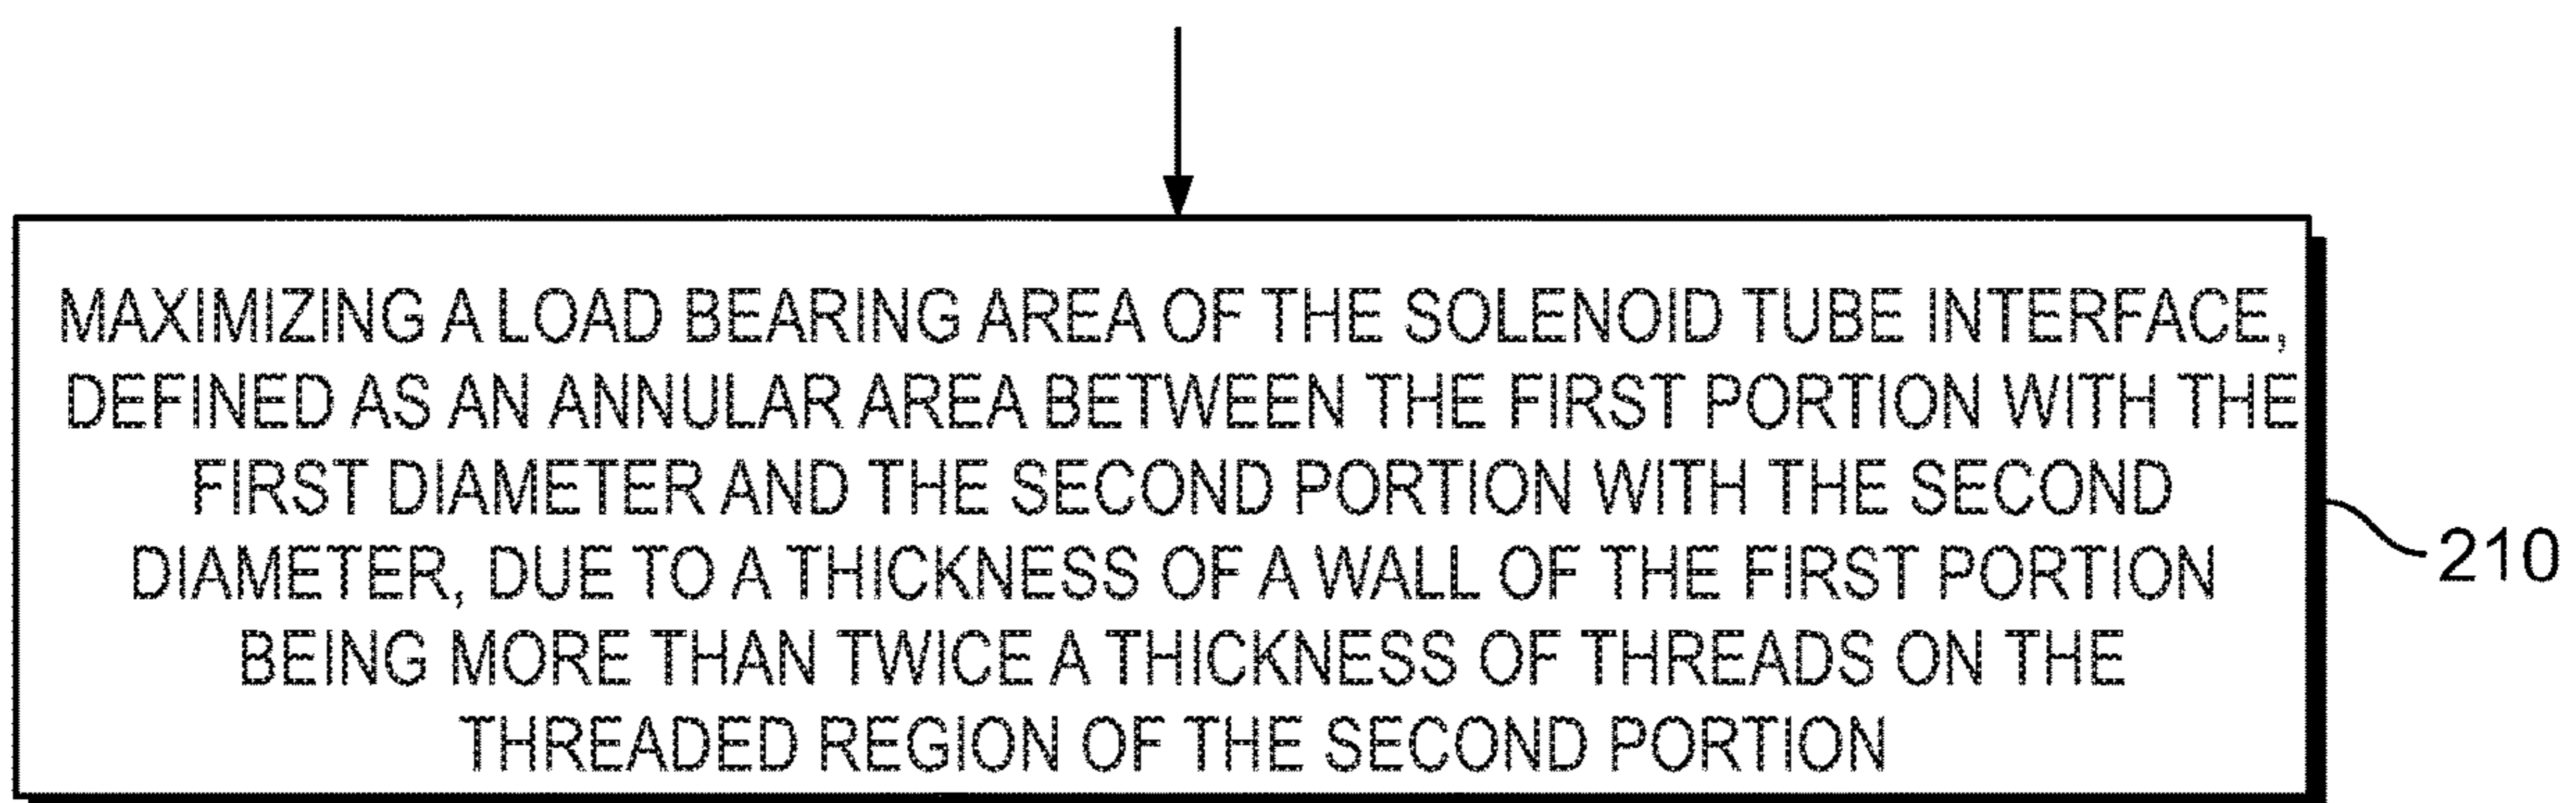 MAXIMIZING A LOAD BEARING AREA OF THE SOLENOID TUBE INTERFACE,
DEFINED AS AN ANNULAR AREA BETWEEN THE FIRST PORTION WITH THE
FIRST DIAMETER AND THE SECOND PORTION WITH THE SECOND
DIAMETER, DUE TO A THICKNESS OF A WALL OF THE FIRST PORTION
BEING MORE THAN TWICE A THICKNESS OF THREADS ON THE
THREADED REGION OF THE SECOND PORTION
210